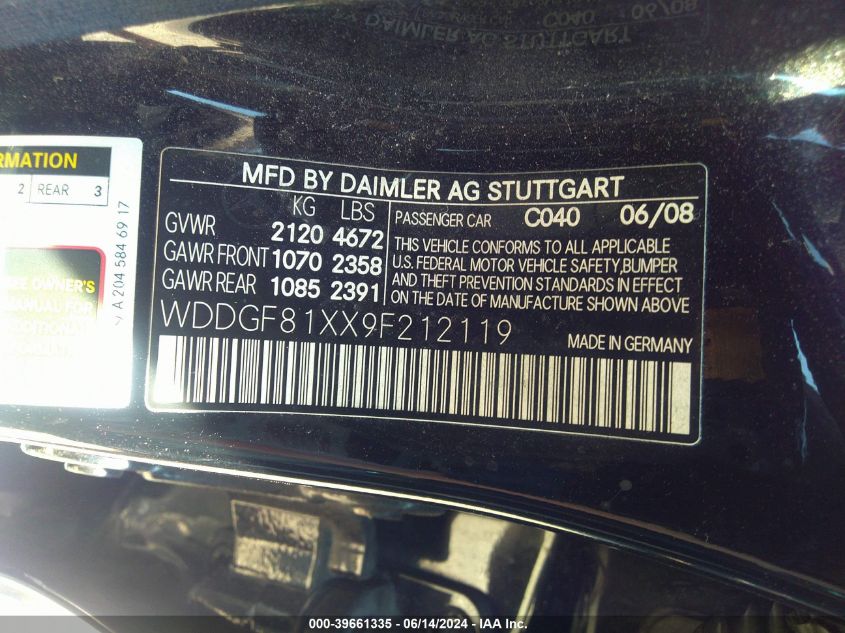 RMATION
2 REAR 3
OWNER'S
MANUAL FOR
A 204 584 69 17
MFD BY DAIMLER AG STUTTGART
KG LBS
GVWR 2120 4672
GAWR FRONT 1070 2358
GAWR REAR 1085 2391
PASSENGER CAR C040 06/08
THIS VEHICLE CONFORMS TO ALL APPLICABLE
U.S. FEDERAL MOTOR VEHICLE SAFETY,BUMPER
AND THEFT PREVENTION STANDARDS IN EFFECT
ON THE DATE OF MANUFACTURE SHOWN ABOVE
WDDGF81XX9F212119
MADE IN GERMANY
000-39661335 - 06/14/2024 - IAA Inc.